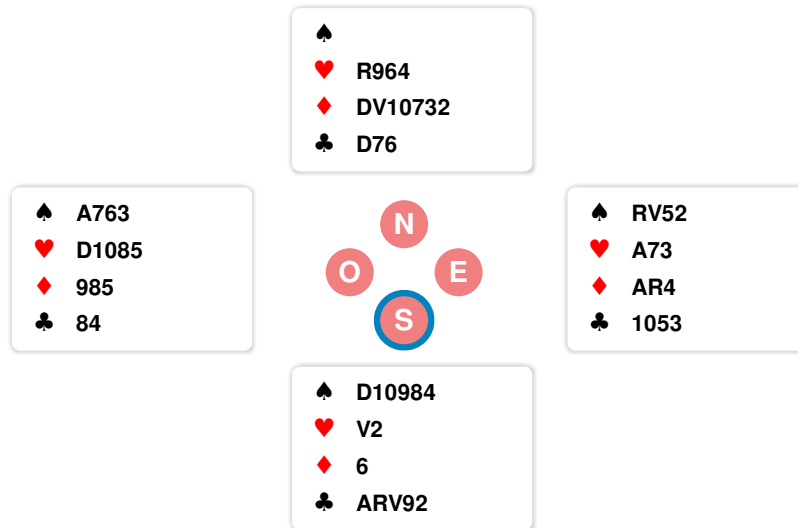 ♠
♥ R964
♦ DV10732
♣ D76
♠ A763
♥ D1085
♦ 985
♣ 84
N
O E
S
♠ RV52
♥ A73
♦ AR4
♣ 1053
♠ D10984
♥ V2
♦ 6
♣ ARV92